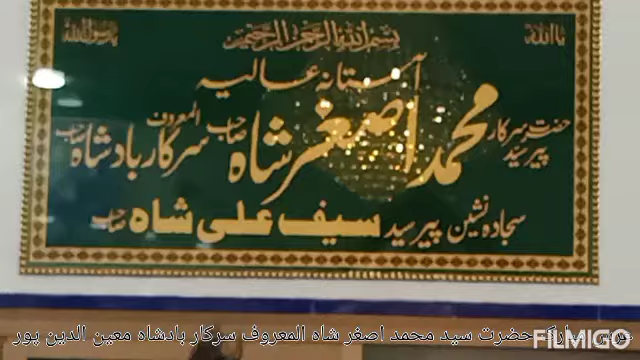 یا اللہ بسم اللہ الرحمن الرحیم یا رسول اللہ
آستانہ عالیہ
حضرت سرکار پیر سید محمد اصغر شاہ صاحب المعروف سرکار بادشاہ صاحب
سجادہ نشین پیر سید سیف علی شاہ صاحب
حضرت سید محمد اصغر شاہ المعروف سرکار بادشاہ معین الدین پور
FILMIGO